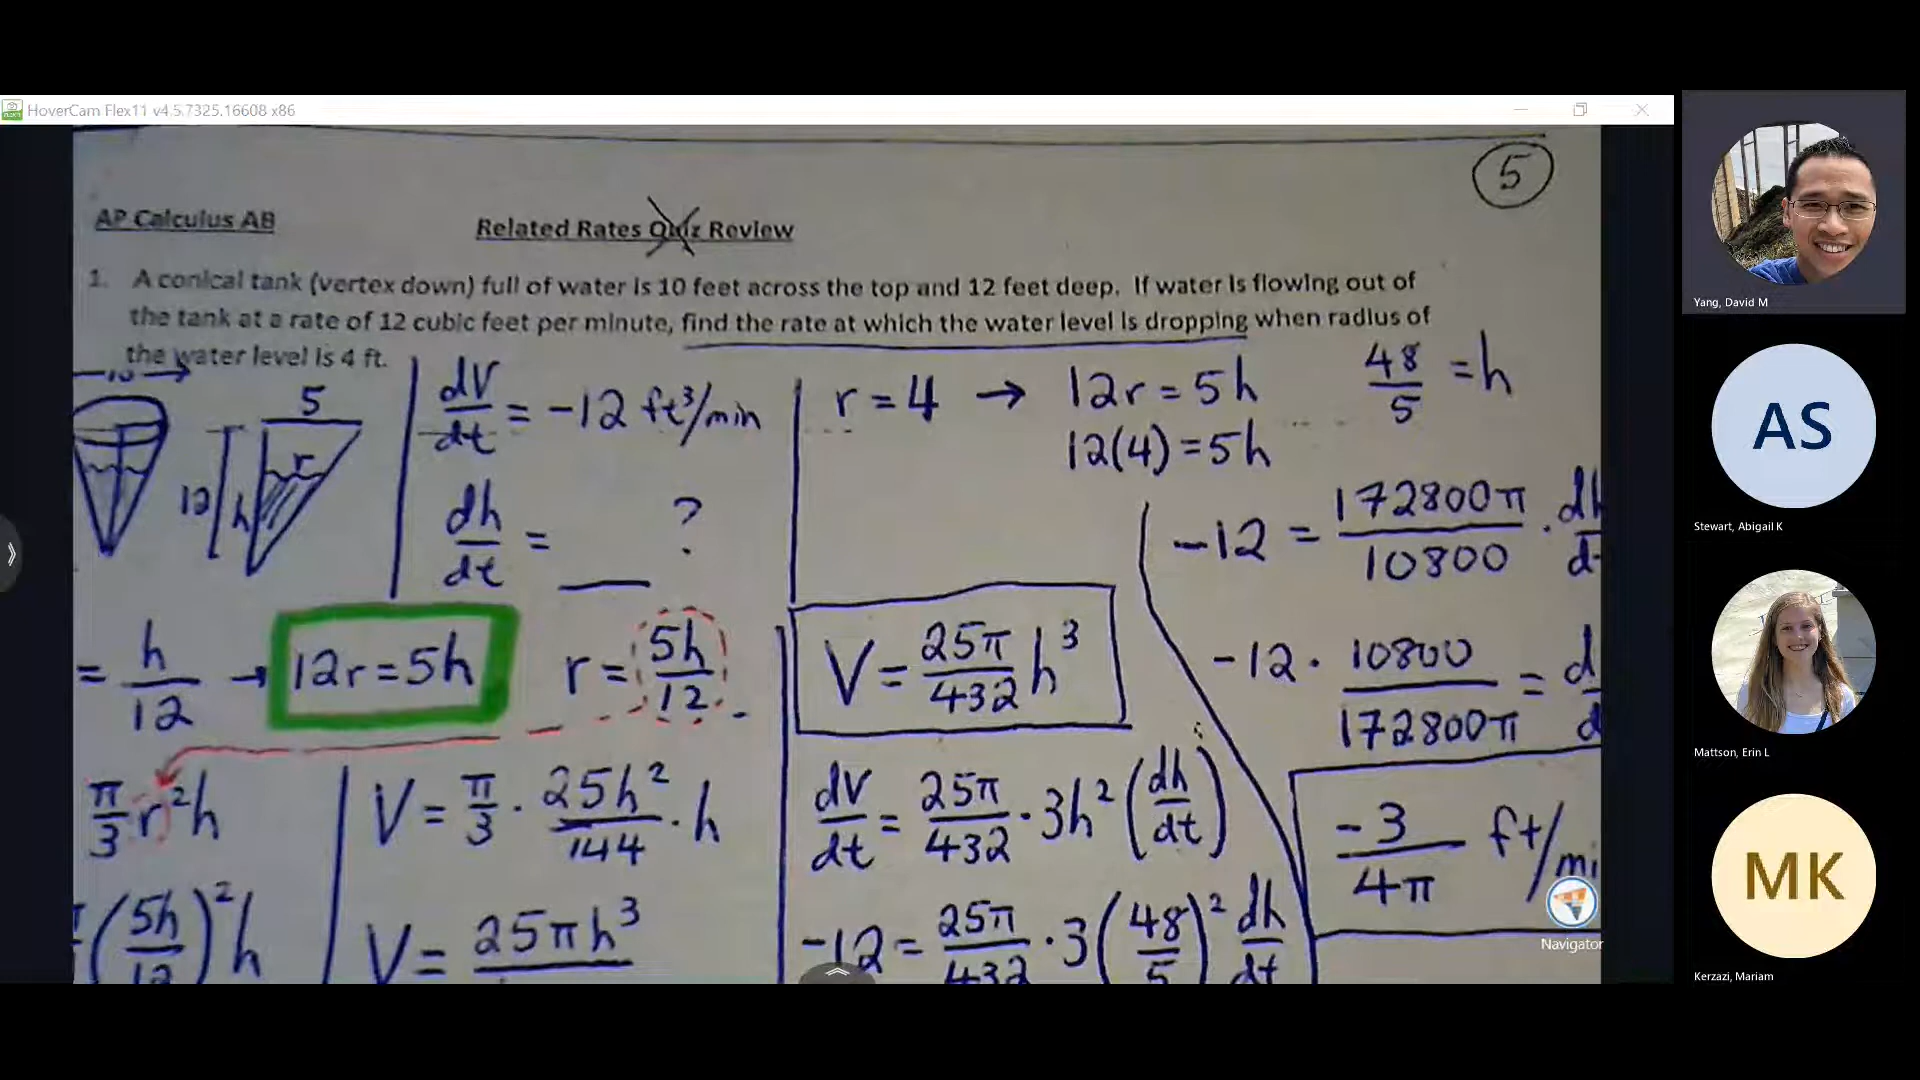 HoverCam Flex11 v4.5.7325.16608 x86
5
AP Calculus AB
Related Rates Quiz Review
1. A conical tank (vertex down) full of water is 10 feet across the top and 12 feet deep. If water is flowing out of
the tank at a rate of 12 cubic feet per minute, find the rate at which the water level is dropping when radius of
the water level is 4 ft.
5
r
12
h
dV/dt = -12 ft³/min
dh/dt = ___ ?
r = 4 → 12r = 5h
12(4) = 5h
48/5 = h
= h/12 → 12r = 5h
r = 5h/12
π/3 r²h
(5h/12)² h
V = π/3 · 25h²/144 · h
V = 25πh³
V = 25π/432 h³
dV/dt = 25π/432 · 3h² (dh/dt)
-12 = 25π/432 · 3(48/5)² dh/dt
-12 = 172800π/10800 · dh/d
-12 · 10800/172800π = d/d
-3/4π ft/mi
Navigator
Yang, David M
AS
Stewart, Abigail K
Mattson, Erin L
MK
Kerzazi, Mariam